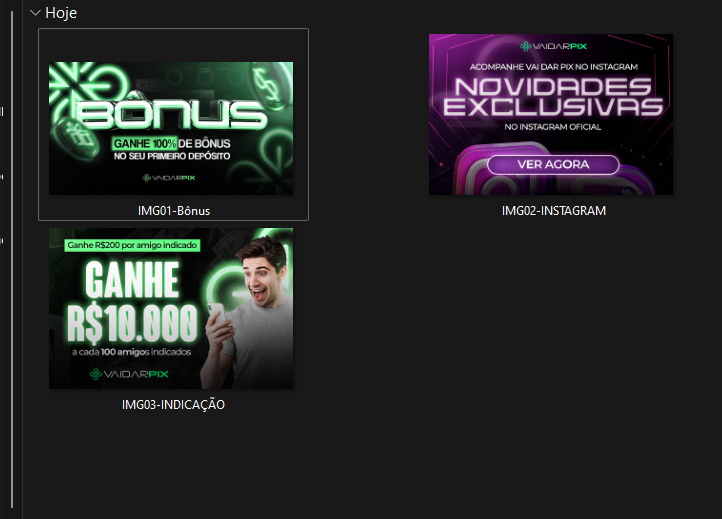 Hoje
BÔNUS
GANHE 100% DE BÔNUS
NO SEU PRIMEIRO DEPÓSITO
VAIDARPIX
IMG01-Bônus
VAIDARPIX
ACOMPANHE VAI DAR PIX NO INSTAGRAM
NOVIDADES
EXCLUSIVAS
NO INSTAGRAM OFICIAL
VER AGORA
IMG02-INSTAGRAM
Ganhe R$200 por amigo indicado
GANHE
R$10.000
a cada 100 amigos indicados
VAIDARPIX
IMG03-INDICAÇÃO